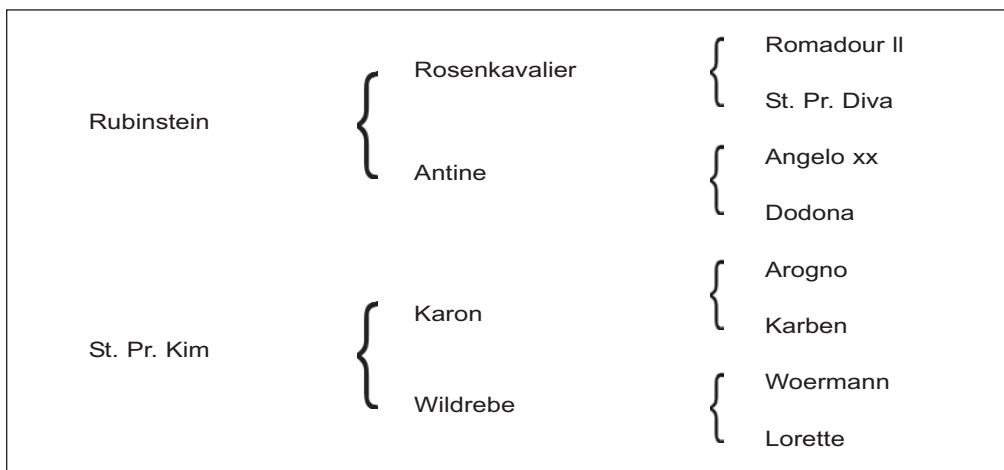 Romadour ll
Rosenkavalier
St. Pr. Diva
Rubinstein
Angelo xx
Antine
Dodona
Arogno
Karon
Karben
St. Pr. Kim
Woermann
Wildrebe
Lorette